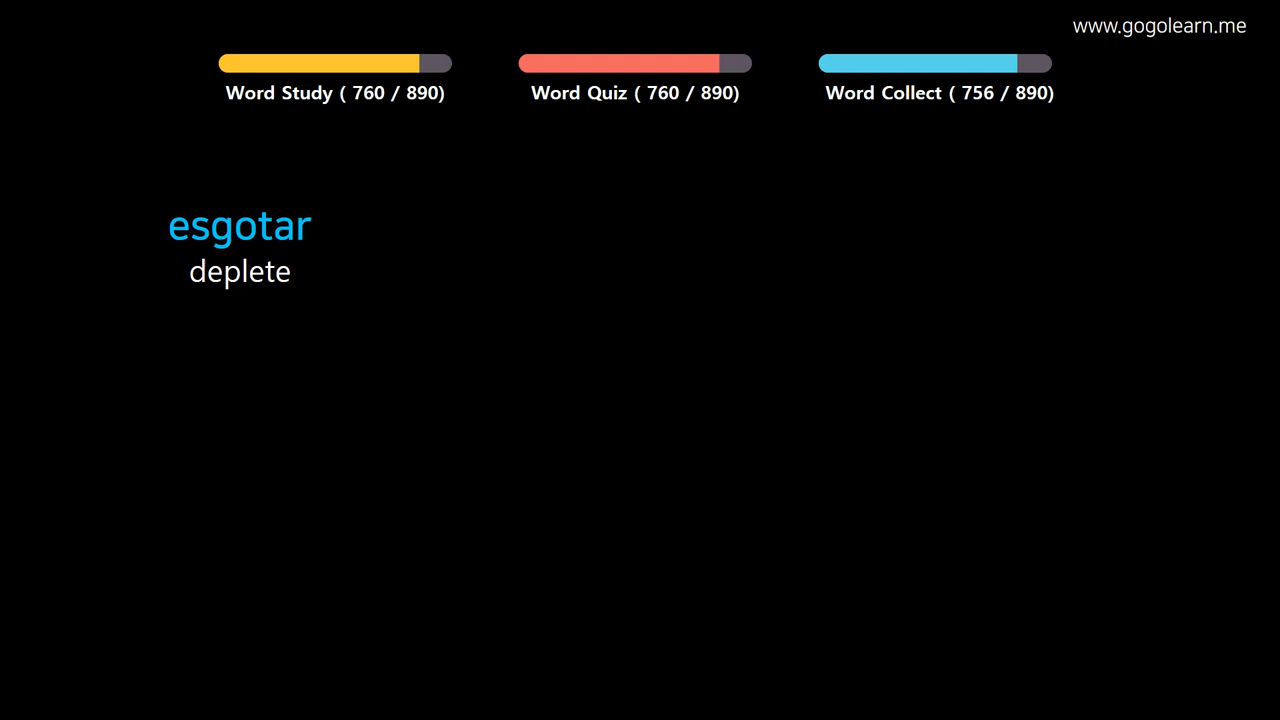 www.gogolearn.me
Word Study ( 760 / 890)
Word Quiz ( 760 / 890)
Word Collect ( 756 / 890)
esgotar
deplete